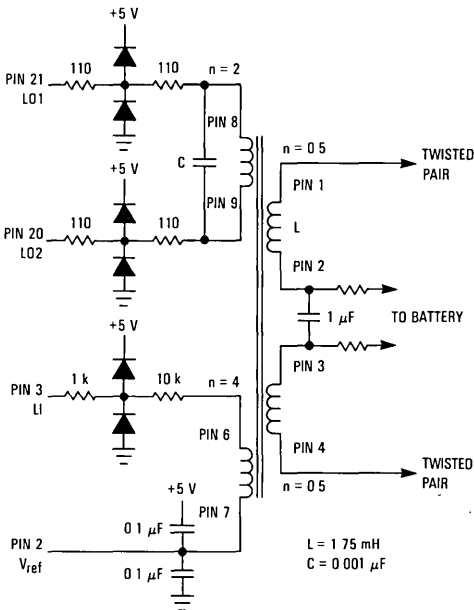 +5 V
PIN 21
LO1
110
110
n = 2
PIN 8
C
PIN 9
n = 0 5
PIN 1
TWISTED
PAIR
L
PIN 2
+5 V
PIN 20
LO2
110
110
1 µF
TO BATTERY
+5 V
PIN 3
LI
1 k
10 k
n = 4
PIN 3
PIN 6
PIN 4
PIN 7
n = 0 5
TWISTED
PAIR
+5 V
0 1 µF
PIN 2
Vref
0 1 µF
L = 1 75 mH
C = 0 001 µF